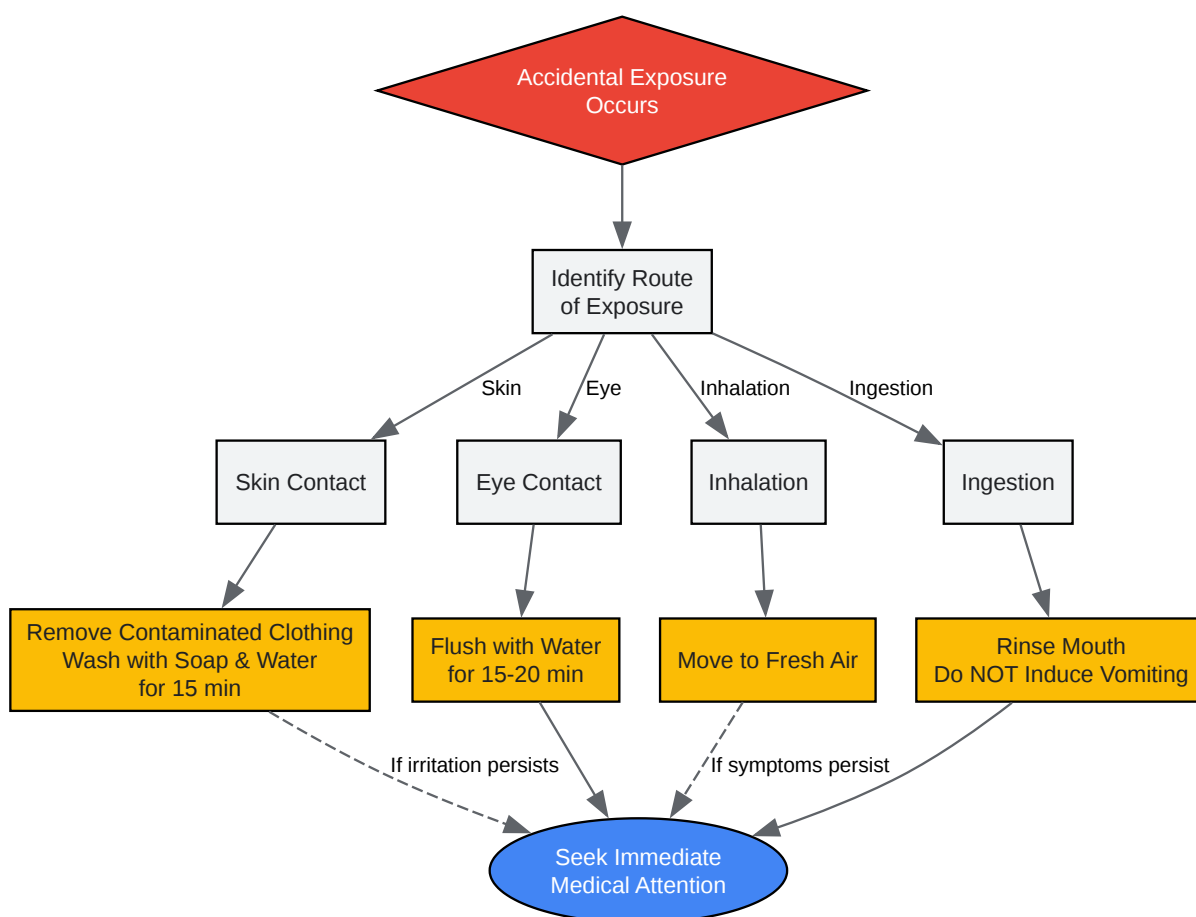 Accidental Exposure
Occurs
Identify Route
of Exposure
Skin
Eye
Inhalation
Ingestion
Skin Contact
Eye Contact
Inhalation
Ingestion
Remove Contaminated Clothing
Wash with Soap & Water
for 15 min
Flush with Water
for 15-20 min
Move to Fresh Air
Rinse Mouth
Do NOT Induce Vomiting
If irritation persists
If symptoms persist
Seek Immediate
Medical Attention